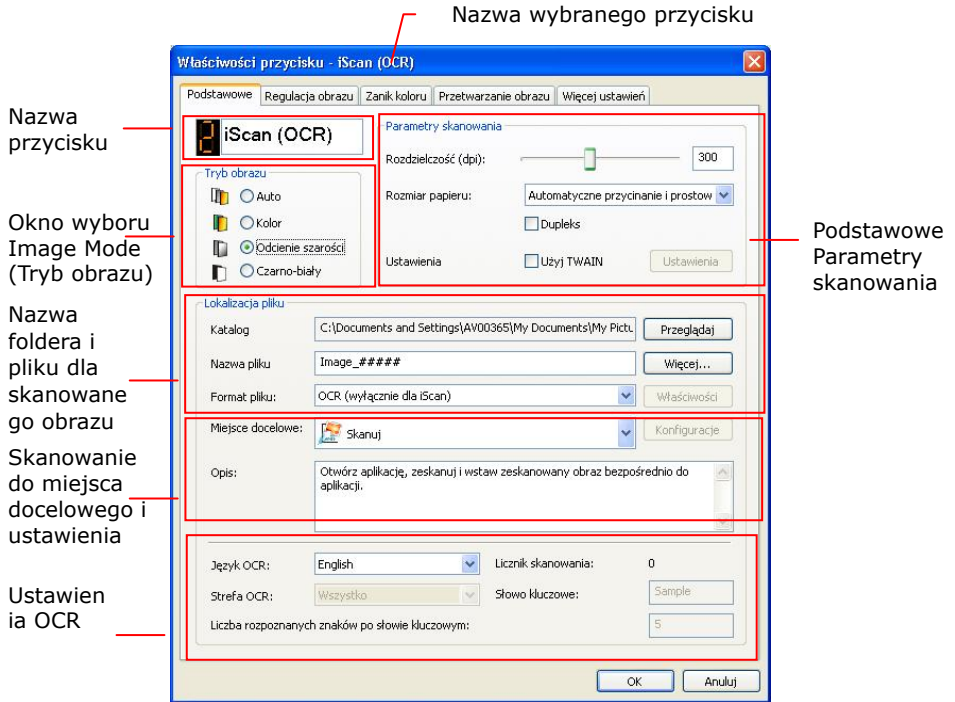 Nazwa wybranego przycisku
Właściwości przycisku - iScan (OCR)
Podstawowe
Regulacja obrazu
Zanik koloru
Przetwarzanie obrazu
Więcej ustawień
Nazwa
przycisku
2
iScan (OCR)
Tryb obrazu
Auto
Kolor
Odcienie szarości
Czarno-biały
Okno wyboru
Image Mode
(Tryb obrazu)
Parametry skanowania
Rozdzielczość (dpi):
300
Rozmiar papieru:
Automatyczne przycinanie i prostow
Dupleks
Ustawienia
Użyj TWAIN
Ustawienia
Podstawowe
Parametry
skanowania
Nazwa
foldera i
pliku dla
skanowane
go obrazu
Lokalizacja pliku
Katalog
C:\Documents and Settings\AV00365\My Documents\My Pictu
Przeglądaj
Nazwa pliku
Image_#####
Więcej...
Format pliku:
OCR (wyłącznie dla iScan)
Właściwości
Skanowanie
do miejsca
docelowego i
ustawienia
Miejsce docelowe:
Skanuj
Konfiguracje
Opis:
Otwórz aplikację, zeskanuj i wstaw zeskanowany obraz bezpośrednio do
aplikacji.
Ustawien
ia OCR
Język OCR:
English
Licznik skanowania:
0
Strefa OCR:
Wszystko
Słowo kluczowe:
Sample
Liczba rozpoznanych znaków po słowie kluczowym:
5
OK
Anuluj